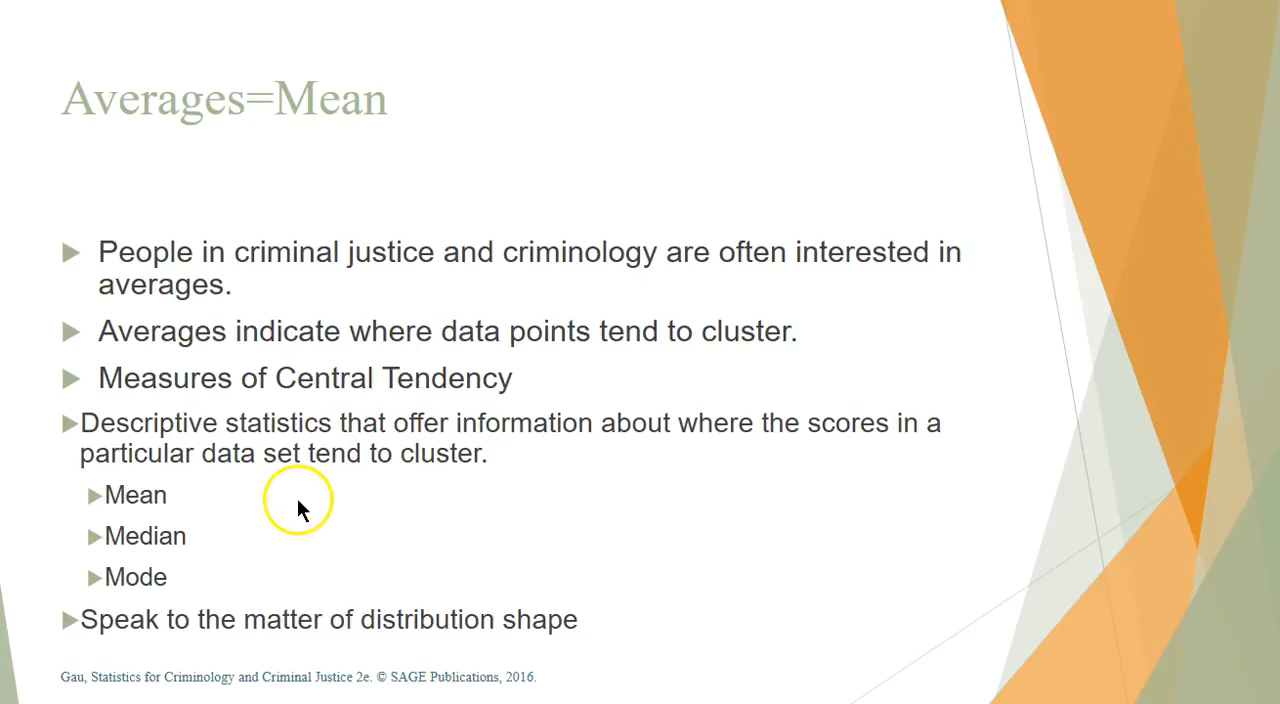 Averages=Mean
People in criminal justice and criminology are often interested in
averages.
Averages indicate where data points tend to cluster.
Measures of Central Tendency
Descriptive statistics that offer information about where the scores in a
particular data set tend to cluster.
Mean
Median
Mode
Speak to the matter of distribution shape
Gau, Statistics for Criminology and Criminal Justice 2e. © SAGE Publications, 2016.